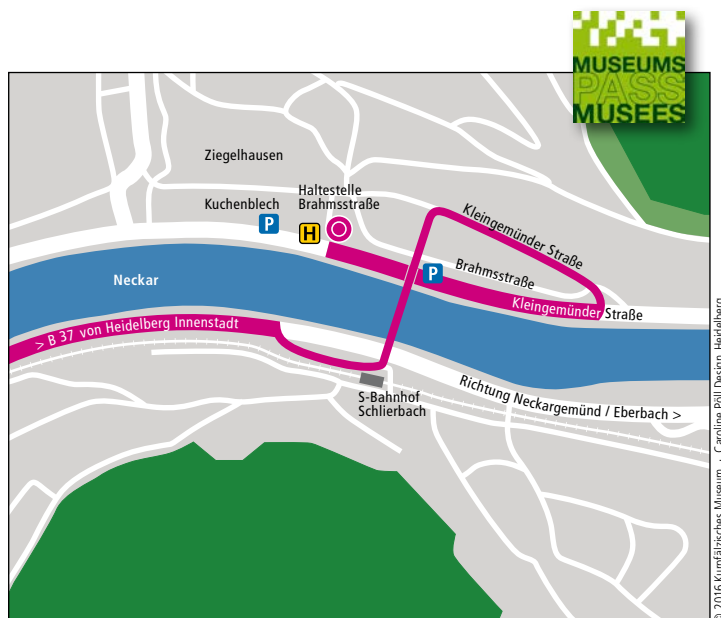 MUSEUMS
PASS
MUSEES
Ziegelhausen
Kuchenblech
P
Haltestelle
Brahmsstraße
H
Kleingemünder Straße
Brahmsstraße
P
Neckar
Kleingemünder Straße
> B 37 von Heidelberg Innenstadt
Richtung Neckargemünd / Eberbach >
S-Bahnhof
Schlierbach
© 2016 Kurpfälzisches Museum · Caroline Pöll Design, Heidelberg